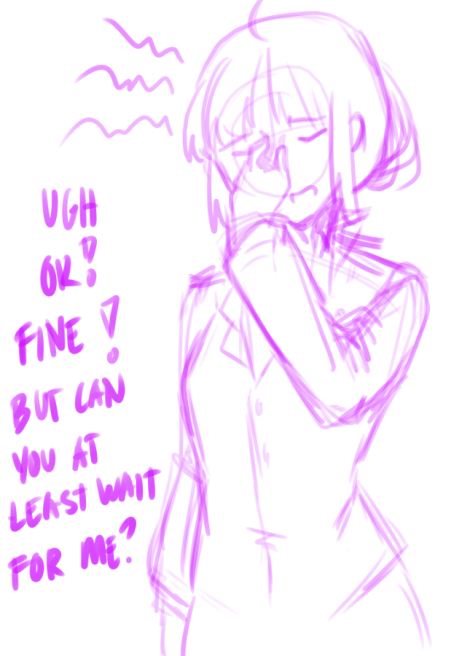 UGH
OK!
FINE!
BUT CAN
YOU AT
LEAST WAIT
FOR ME?